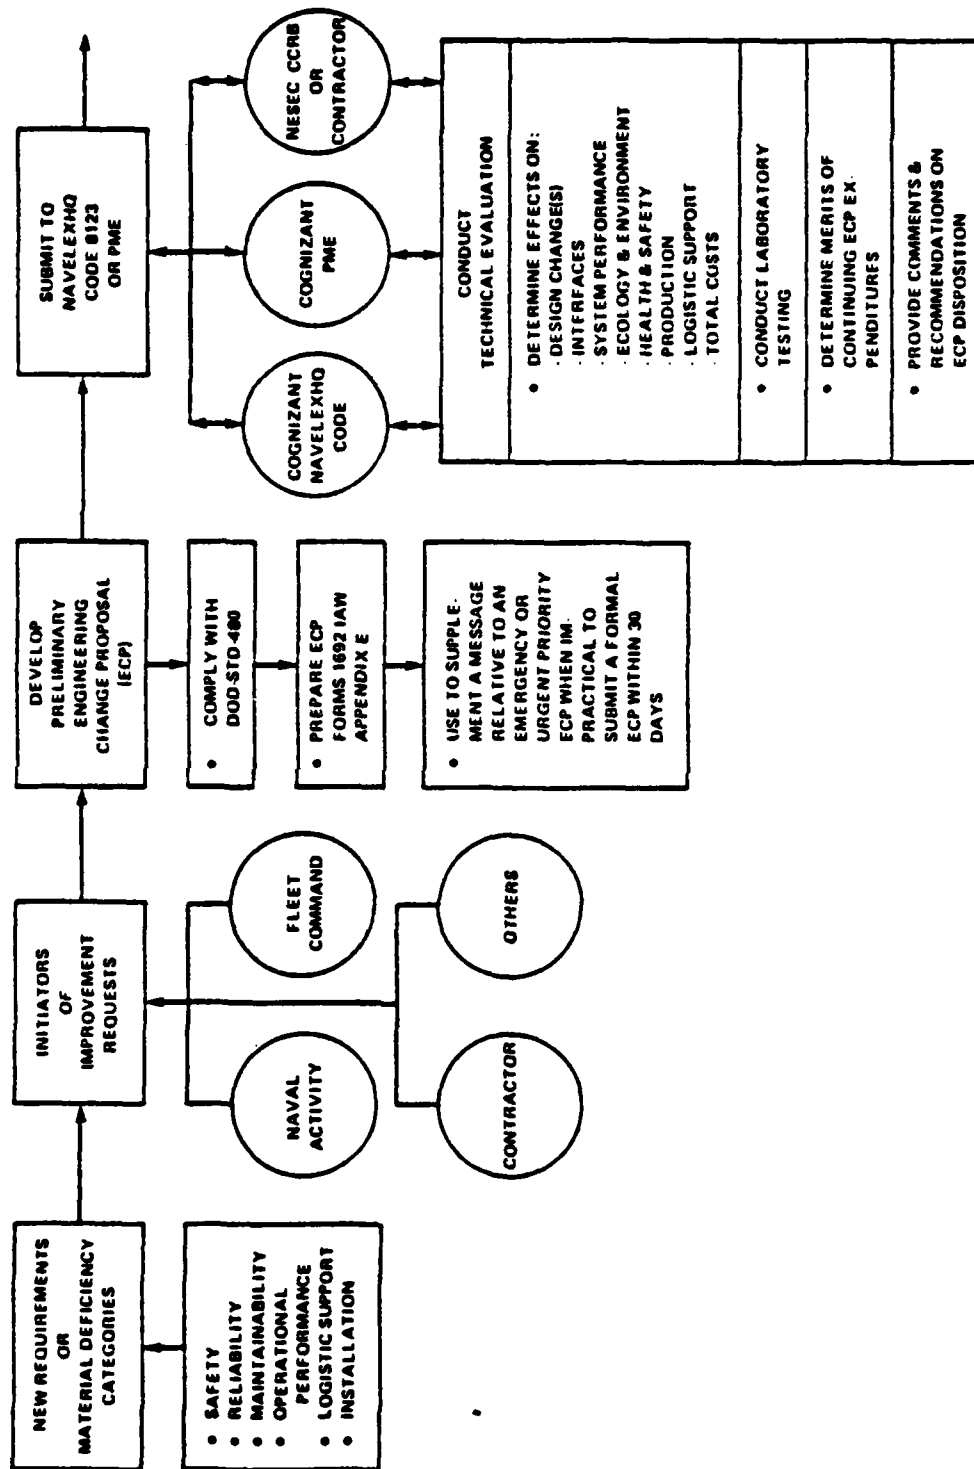 NEW REQUIREMENTS
OR
MATERIAL DEFICIENCY
CATEGORIES
• SAFETY
• RELIABILITY
• MAINTAINABILITY
• OPERATIONAL
PERFORMANCE
• LOGISTIC SUPPORT
• INSTALLATION
INITIATORS
OF
IMPROVEMENT
REQUESTS
NAVAL
ACTIVITY
FLEET
COMMAND
CONTRACTOR
OTHERS
DEVELOP
PRELIMINARY
ENGINEERING
CHANGE PROPOSAL
(ECP)
• COMPLY WITH
DOD-STD-480
• PREPARE ECP
FORMS 1692 IAW
APPENDIX E
• USE TO SUPPLE-
MENT A MESSAGE
RELATIVE TO AN
EMERGENCY OR
URGENT PRIORITY
ECP WHEN IM-
PRACTICAL TO
SUBMIT A FORMAL
ECP WITHIN 30
DAYS
SUBMIT TO
NAVELEXHQ
CODE 8123
OR PME
COGNIZANT
NAVELEXHQ
CODE
COGNIZANT
PME
NESEC CCRB
OR
CONTRACTOR
CONDUCT
TECHNICAL EVALUATION
• DETERMINE EFFECTS ON:
- DESIGN CHANGE(S)
- INTERFACES
- SYSTEM PERFORMANCE
- ECOLOGY & ENVIRONMENT
- HEALTH & SAFETY
- PRODUCTION
- LOGISTIC SUPPORT
- TOTAL COSTS
• CONDUCT LABORATORY
TESTING
• DETERMINE MERITS OF
CONTINUING ECP EX-
PENDITURES
• PROVIDE COMMENTS &
RECOMMENDATIONS ON
ECP DISPOSITION